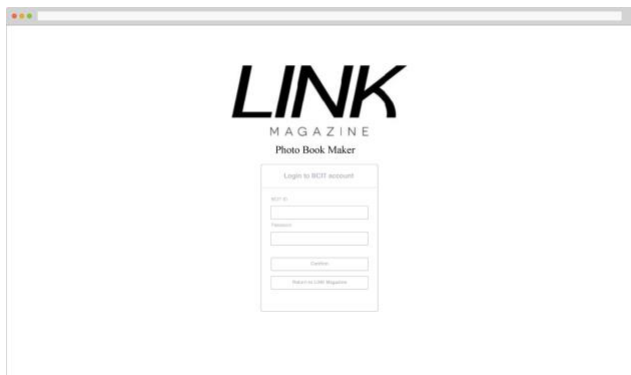 LINK
MAGAZINE
Photo Book Maker
Login to BCIT account
BCIT ID
Password
Confirm
Return to LINK Magazine